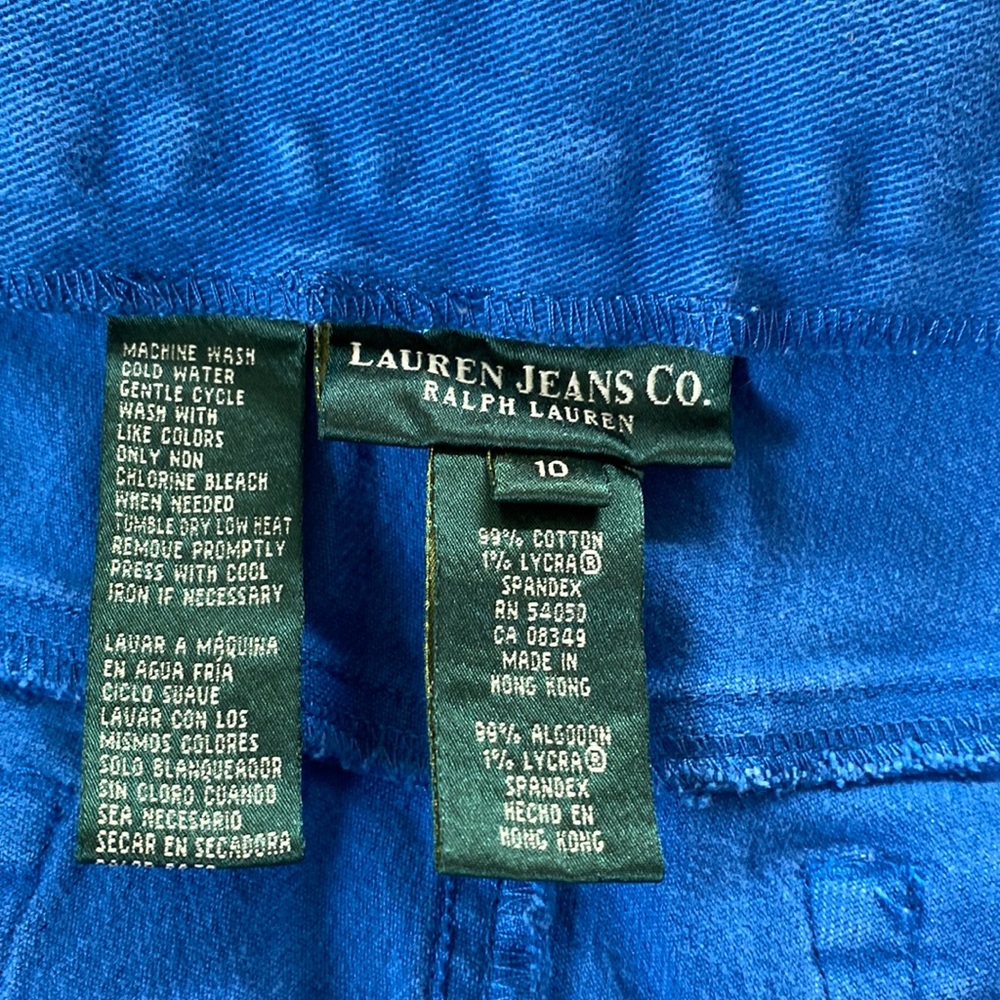 MACHINE WASH
COLD WATER
GENTLE CYCLE
WASH WITH
LIKE COLORS
ONLY NON
CHLORINE BLEACH
WHEN NEEDED
TUMBLE DRY LOW HEAT
REMOVE PROMPTLY
PRESS WITH COOL
IRON IF NECESSARY
LAVAR A MÁQUINA
EN AGUA FRÍA
CICLO SUAVE
LAVAR CON LOS
MISMOS COLORES
SOLO BLANQUEADOR
SIN CLORO CUANDO
SEA NECESARIO
SECAR EN SECADORA
LAUREN JEANS CO.
RALPH LAUREN
10
99% COTTON
1% LYCRA®
SPANDEX
RN 54050
CA 08349
MADE IN
HONG KONG
99% ALGODON
1% LYCRA®
SPANDEX
HECHO EN
HONG KONG